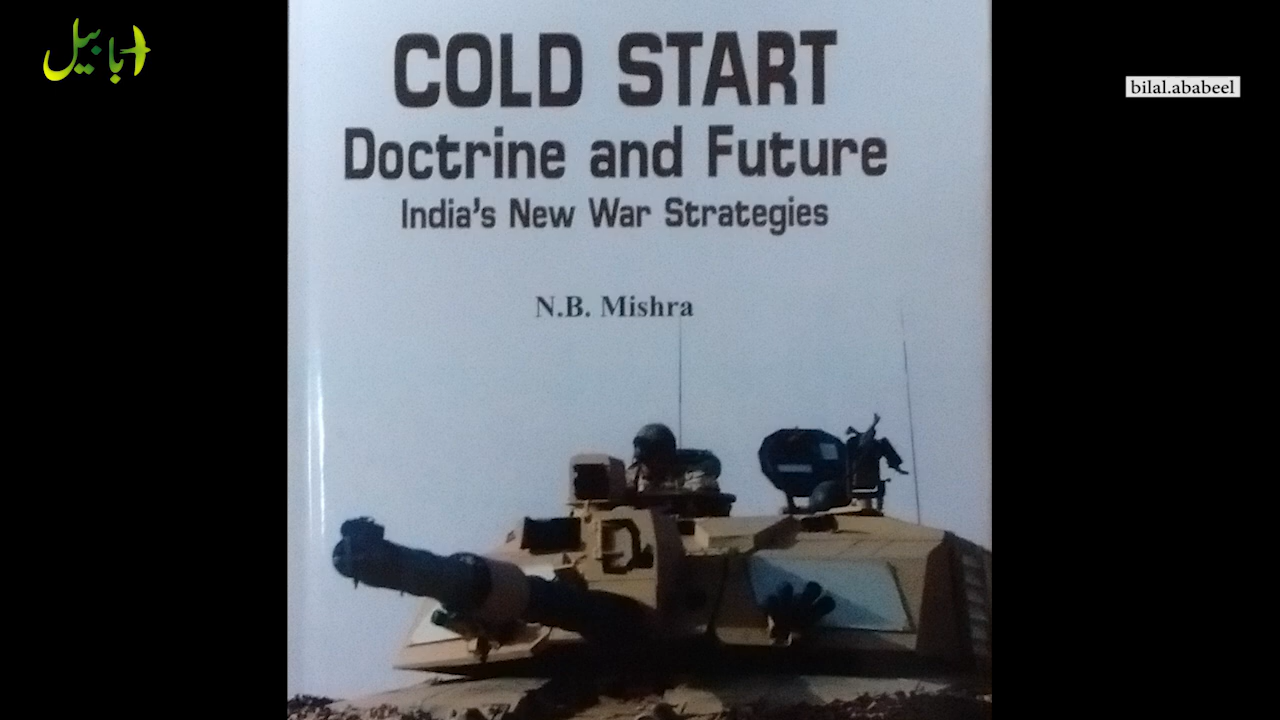 ابابیل
bilal.ababeel
COLD START
Doctrine and Future
India's New War Strategies
N.B. Mishra